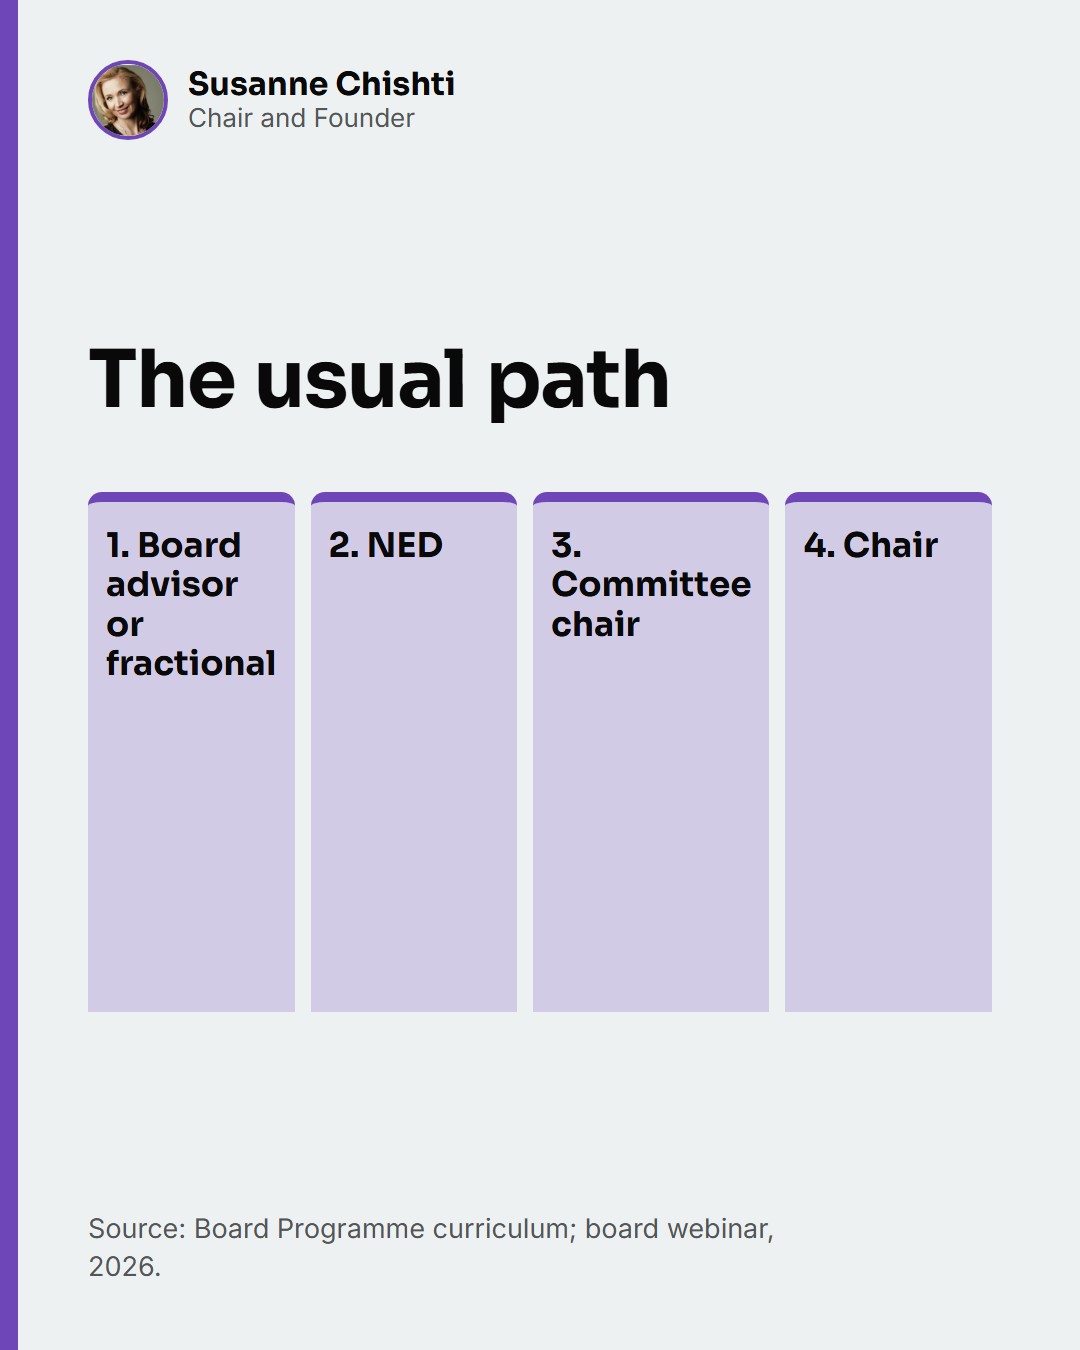 Susanne Chishti
Chair and Founder
The usual path
1. Board
advisor
or
fractional
2. NED
3.
Committee
chair
4. Chair
Source: Board Programme curriculum; board webinar,
2026.